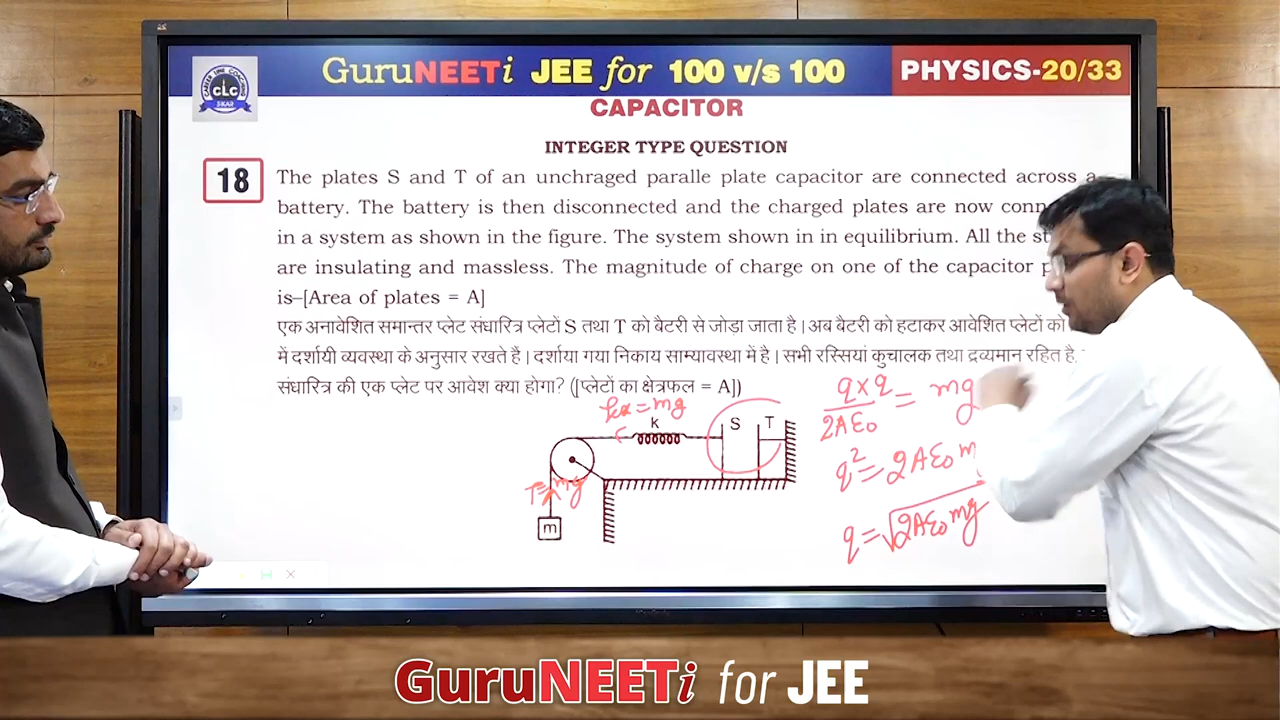 GuruNEETi JEE for 100 v/s 100
PHYSICS-20/33
CAREER LINE COACHING
CLC
SIKAR
CAPACITOR
INTEGER TYPE QUESTION
18
The plates S and T of an unchraged paralle plate capacitor are connected across a
battery. The battery is then disconnected and the charged plates are now conn
in a system as shown in the figure. The system shown in in equilibrium. All the st
are insulating and massless. The magnitude of charge on one of the capacitor p
is–[Area of plates = A]
एक अनावेशित समान्तर प्लेट संधारित्र प्लेटों S तथा T को बैटरी से जोड़ा जाता है। अब बैटरी को हटाकर आवेशित प्लेटों को
में दर्शायी व्यवस्था के अनुसार रखते हैं। दर्शाया गया निकाय साम्यावस्था में है। सभी रस्सियां कुचालक तथा द्रव्यमान रहित है,
संधारित्र की एक प्लेट पर आवेश क्या होगा? ([प्लेटों का क्षेत्रफल = A])
kx = mg
k
S T
T = mg
m
q×q/2Aε₀ = mg
q² = 2Aε₀m
q = √2Aε₀mg
GuruNEETi for JEE